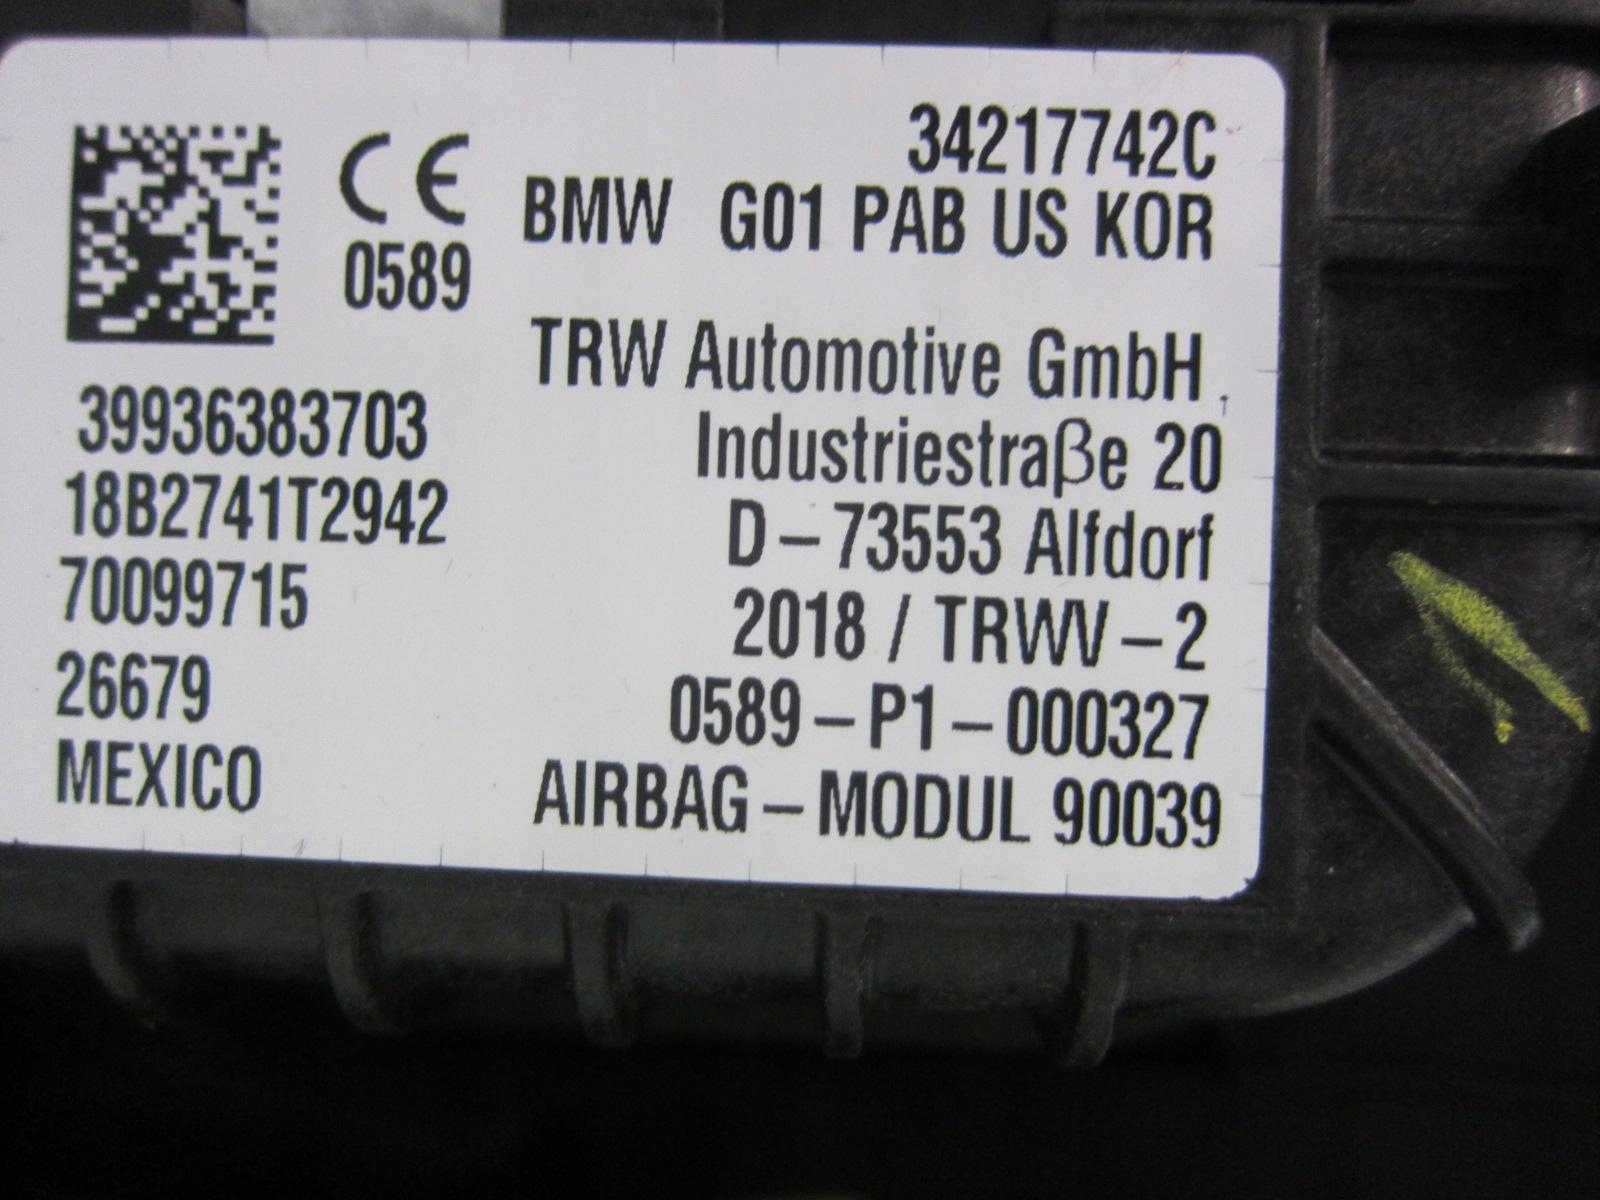 34217742C
CE
BMW G01 PAB US KOR
0589
TRW Automotive GmbH,
Industriestraße 20
D-73553 Alfdorf
2018 / TRWV-2
0589-P1-000327
AIRBAG-MODUL 90039
39936383703
18B2741T2942
70099715
26679
MEXICO